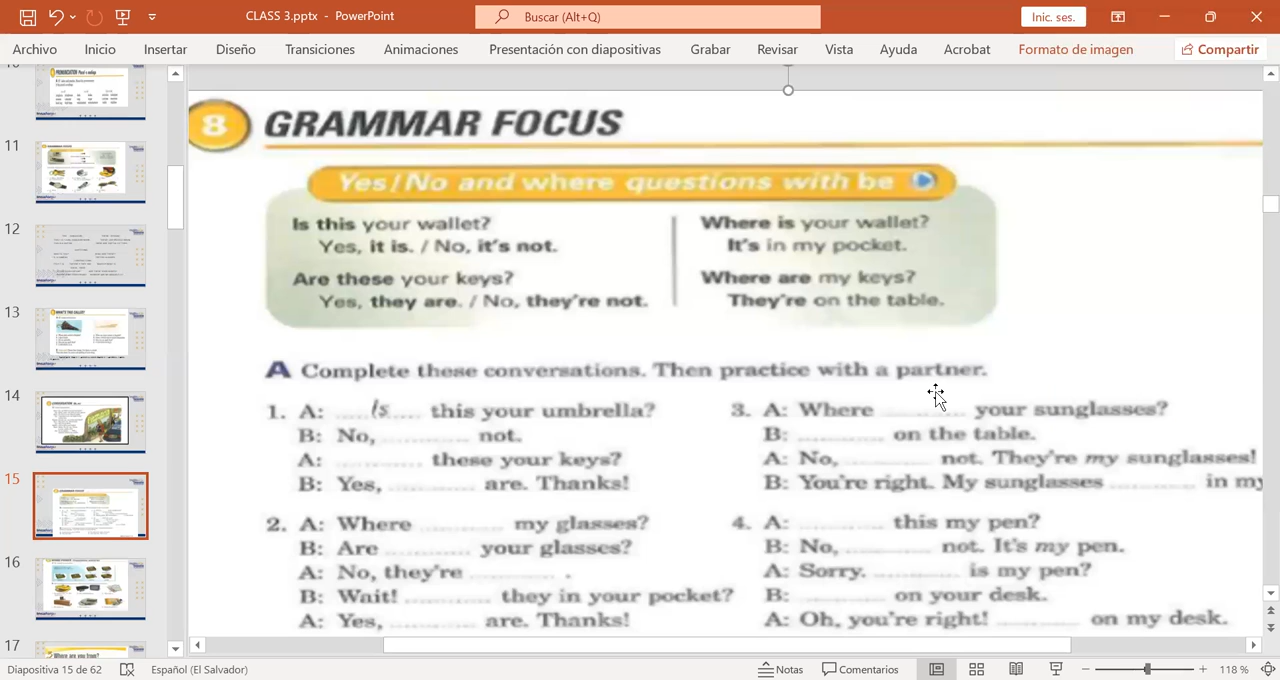 CLASS 3.pptx - PowerPoint
Buscar (Alt+Q)
Inic. ses.
Archivo Inicio Insertar Diseño Transiciones Animaciones Presentación con diapositivas Grabar Revisar Vista Ayuda Acrobat Formato de imagen Compartir
11
12
13
14
15
16
17
8 GRAMMAR FOCUS
Yes/No and where questions with be
Is this your wallet?
Yes, it is. / No, it's not.
Are these your keys?
Yes, they are. / No, they're not.
Where is your wallet?
It's in my pocket.
Where are my keys?
They're on the table.
A Complete these conversations. Then practice with a partner.
1. A: Is this your umbrella?
B: No, ............ not.
A: ............ these your keys?
B: Yes, ............ are. Thanks!
2. A: Where ............ my glasses?
B: Are ............ your glasses?
A: No, they're ............ .
B: Wait! ............ they in your pocket?
A: Yes, ............ are. Thanks!
3. A: Where ............ your sunglasses?
B: ............ on the table.
A: No, ............ not. They're my sunglasses!
B: You're right. My sunglasses ............ in my
4. A: ............ this my pen?
B: No, ............ not. It's my pen.
A: Sorry. ............ is my pen?
B: ............ on your desk.
A: Oh, you're right! ............ on my desk.
Diapositiva 15 de 62 Español (El Salvador) Notas Comentarios 118 %